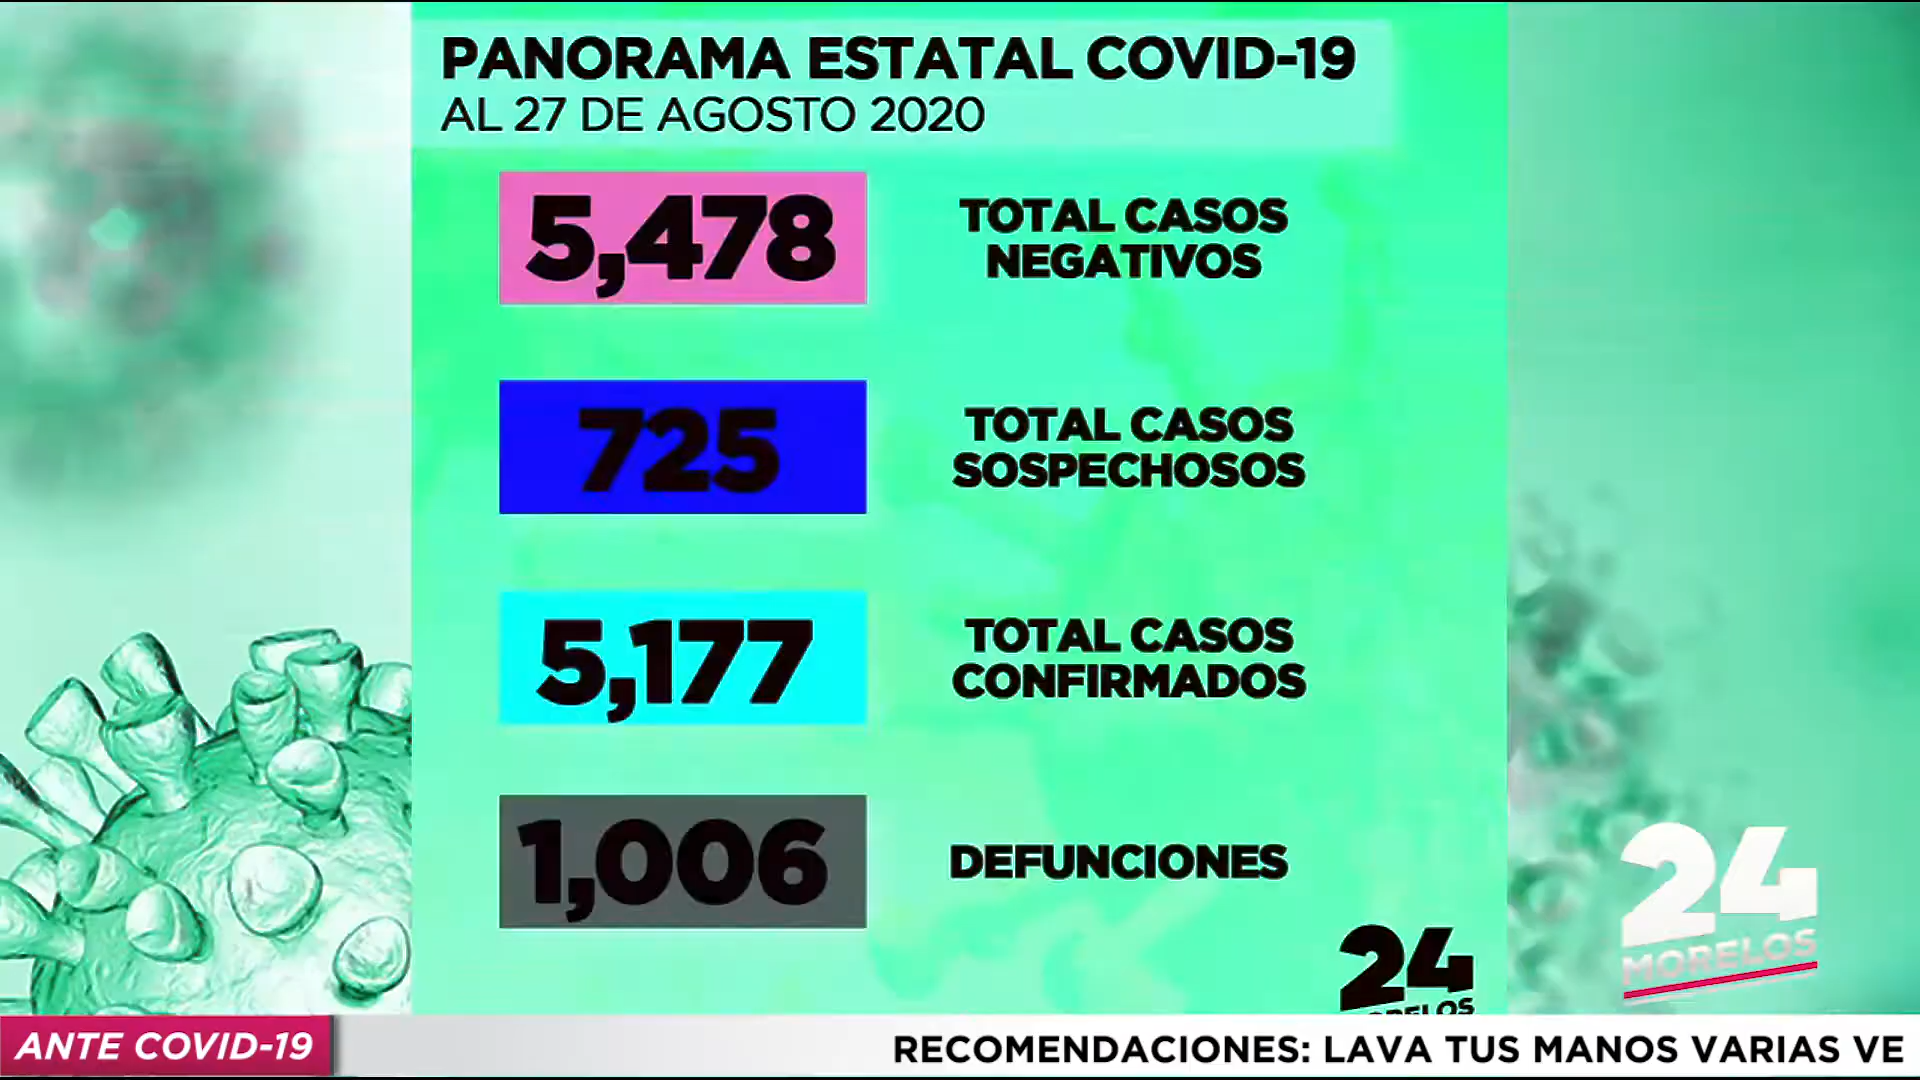 PANORAMA ESTATAL COVID-19
AL 27 DE AGOSTO 2020
5,478
TOTAL CASOS
NEGATIVOS
725
TOTAL CASOS
SOSPECHOSOS
5,177
TOTAL CASOS
CONFIRMADOS
1,006
DEFUNCIONES
24
24
MORELOS
ANTE COVID-19
RECOMENDACIONES: LAVA TUS MANOS VARIAS VE